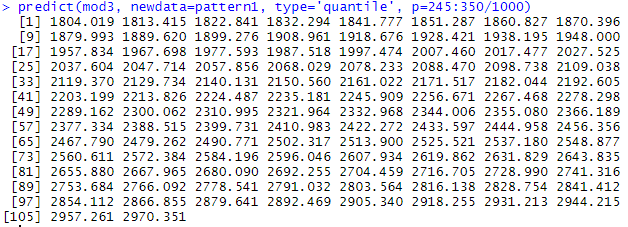 > predict(mod3, newdata=pattern1, type='quantile', p=245:350/1000)
[1] 1804.019 1813.415 1822.841 1832.294 1841.777 1851.287 1860.827 1870.396
[9] 1879.993 1889.620 1899.276 1908.961 1918.676 1928.421 1938.195 1948.000
[17] 1957.834 1967.698 1977.593 1987.518 1997.474 2007.460 2017.477 2027.525
[25] 2037.604 2047.714 2057.856 2068.029 2078.233 2088.470 2098.738 2109.038
[33] 2119.370 2129.734 2140.131 2150.560 2161.022 2171.517 2182.044 2192.605
[41] 2203.199 2213.826 2224.487 2235.181 2245.909 2256.671 2267.468 2278.298
[49] 2289.162 2300.062 2310.995 2321.964 2332.968 2344.006 2355.080 2366.189
[57] 2377.334 2388.515 2399.731 2410.983 2422.272 2433.597 2444.958 2456.356
[65] 2467.790 2479.262 2490.771 2502.317 2513.900 2525.521 2537.180 2548.877
[73] 2560.611 2572.384 2584.196 2596.046 2607.934 2619.862 2631.829 2643.835
[81] 2655.880 2667.965 2680.090 2692.255 2704.459 2716.705 2728.990 2741.316
[89] 2753.684 2766.092 2778.541 2791.032 2803.564 2816.138 2828.754 2841.412
[97] 2854.112 2866.855 2879.641 2892.469 2905.340 2918.255 2931.213 2944.215
[105] 2957.261 2970.351